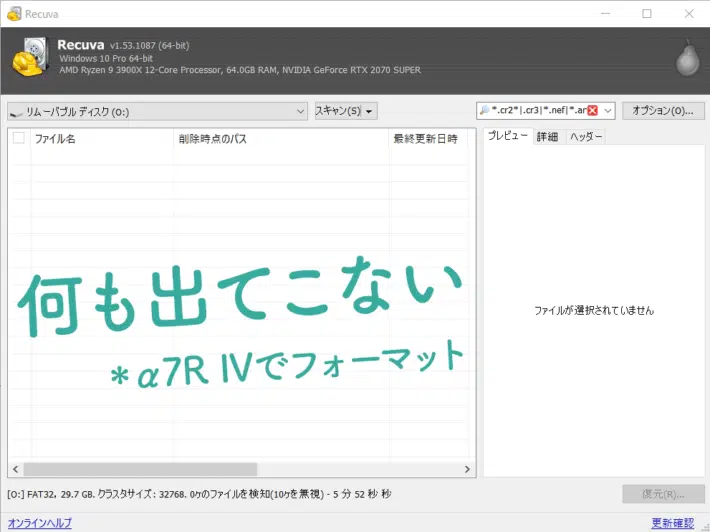 Recuva
Recuva v1.53.1087 (64-bit)
Windows 10 Pro 64-bit
AMD Ryzen 9 3900X 12-Core Processor, 64.0GB RAM, NVIDIA GeForce RTX 2070 SUPER
リムーバブル ディスク (O:) スキャン(S) *.cr2*|.cr3|*.nef|*.ar オプション(O)...
ファイル名 削除時点のパス 最終更新日時 プレビュー 詳細 ヘッダー
何も出てこない
ファイルが選択されていません
*α7R Ⅳでフォーマット
[O:] FAT32, 29.7 GB. クラスタサイズ: 32768. 0ヶのファイルを検知(10ヶを無視) - 5 分 52 秒 秒 復元(R)...
オンラインヘルプ 更新確認